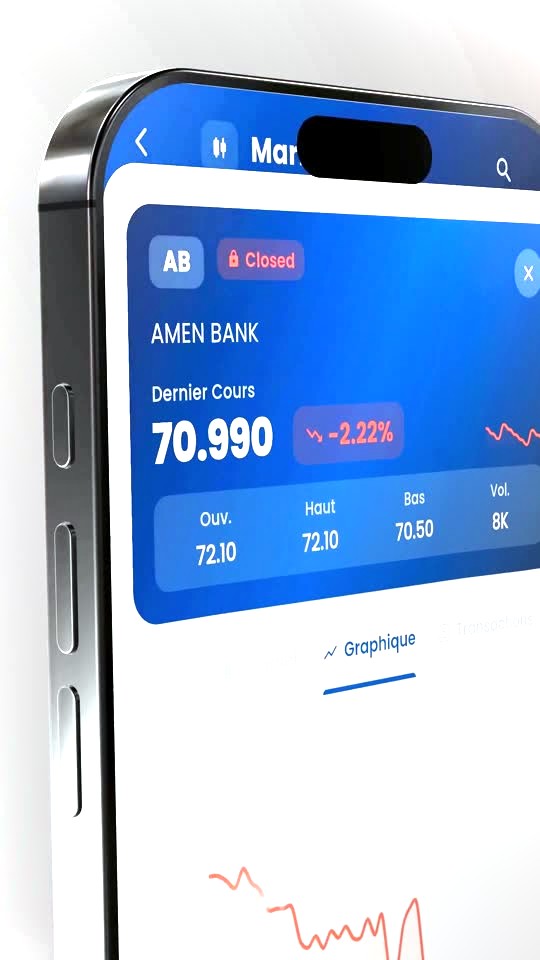 Mar
AB
Closed
AMEN BANK
Dernier Cours
70.990
-2.22%
Ouv. Haut Bas Vol.
72.10 72.10 70.50 8K
Graphique